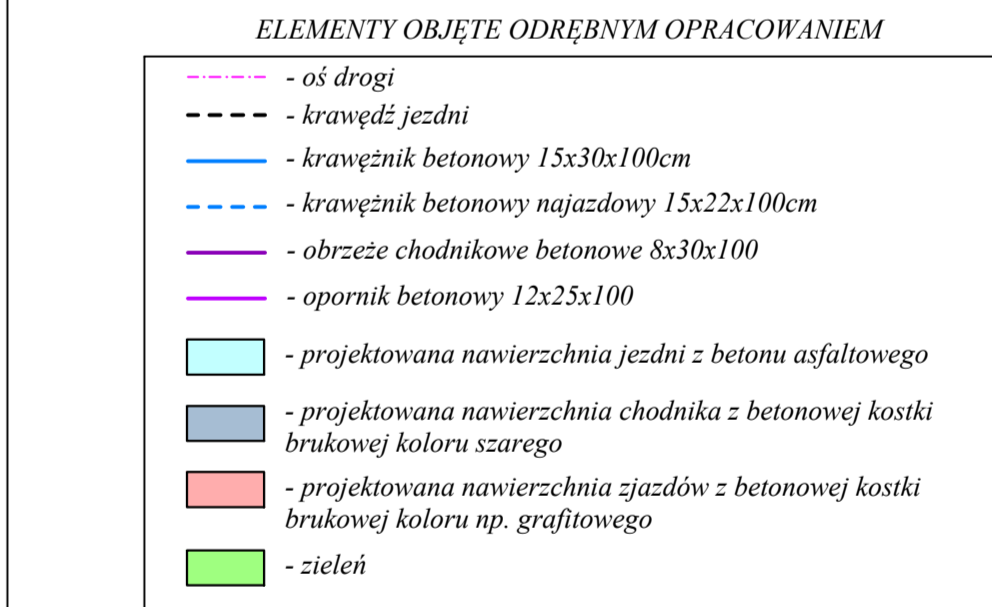 ELEMENTY OBJĘTE ODRĘBNYM OPRACOWANIEM
- oś drogi
- krawędź jezdni
- krawężnik betonowy 15x30x100cm
- krawężnik betonowy najazdowy 15x22x100cm
- obrzeże chodnikowe betonowe 8x30x100
- opornik betonowy 12x25x100
- projektowana nawierzchnia jezdni z betonu asfaltowego
- projektowana nawierzchnia chodnika z betonowej kostki
brukowej koloru szarego
- projektowana nawierzchnia zjazdów z betonowej kostki
brukowej koloru np. grafitowego
- zieleń